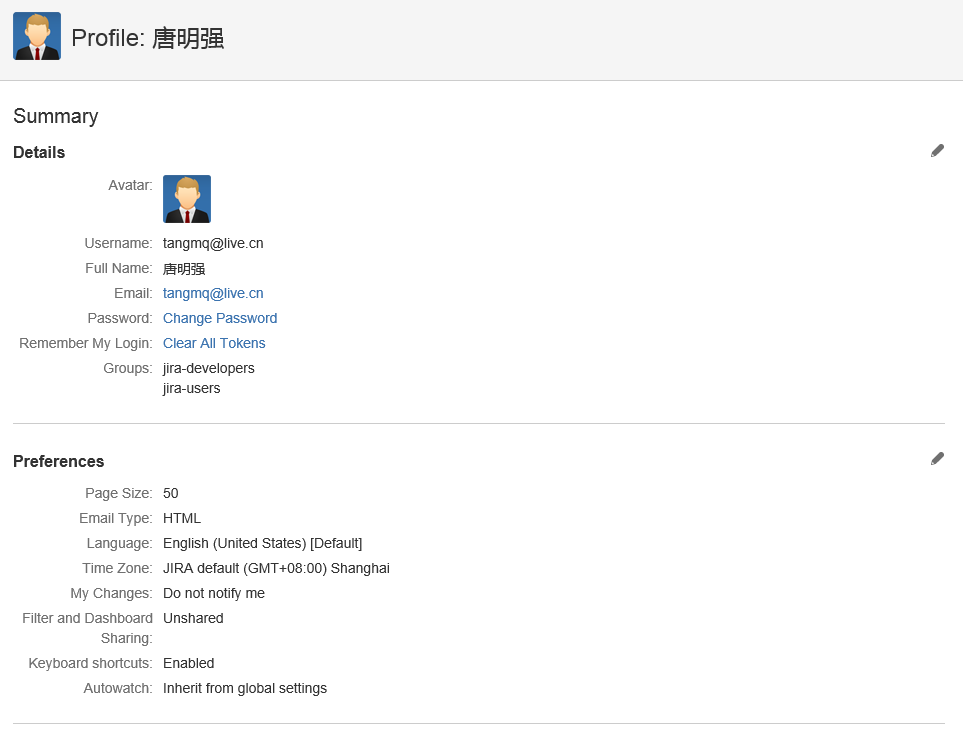 Profile: 唐明强
Summary
Details
Avatar:
Username: tangmq@live.cn
Full Name: 唐明强
Email: tangmq@live.cn
Password: Change Password
Remember My Login: Clear All Tokens
Groups: jira-developers
jira-users
Preferences
Page Size: 50
Email Type: HTML
Language: English (United States) [Default]
Time Zone: JIRA default (GMT+08:00) Shanghai
My Changes: Do not notify me
Filter and Dashboard Unshared
Sharing:
Keyboard shortcuts: Enabled
Autowatch: Inherit from global settings